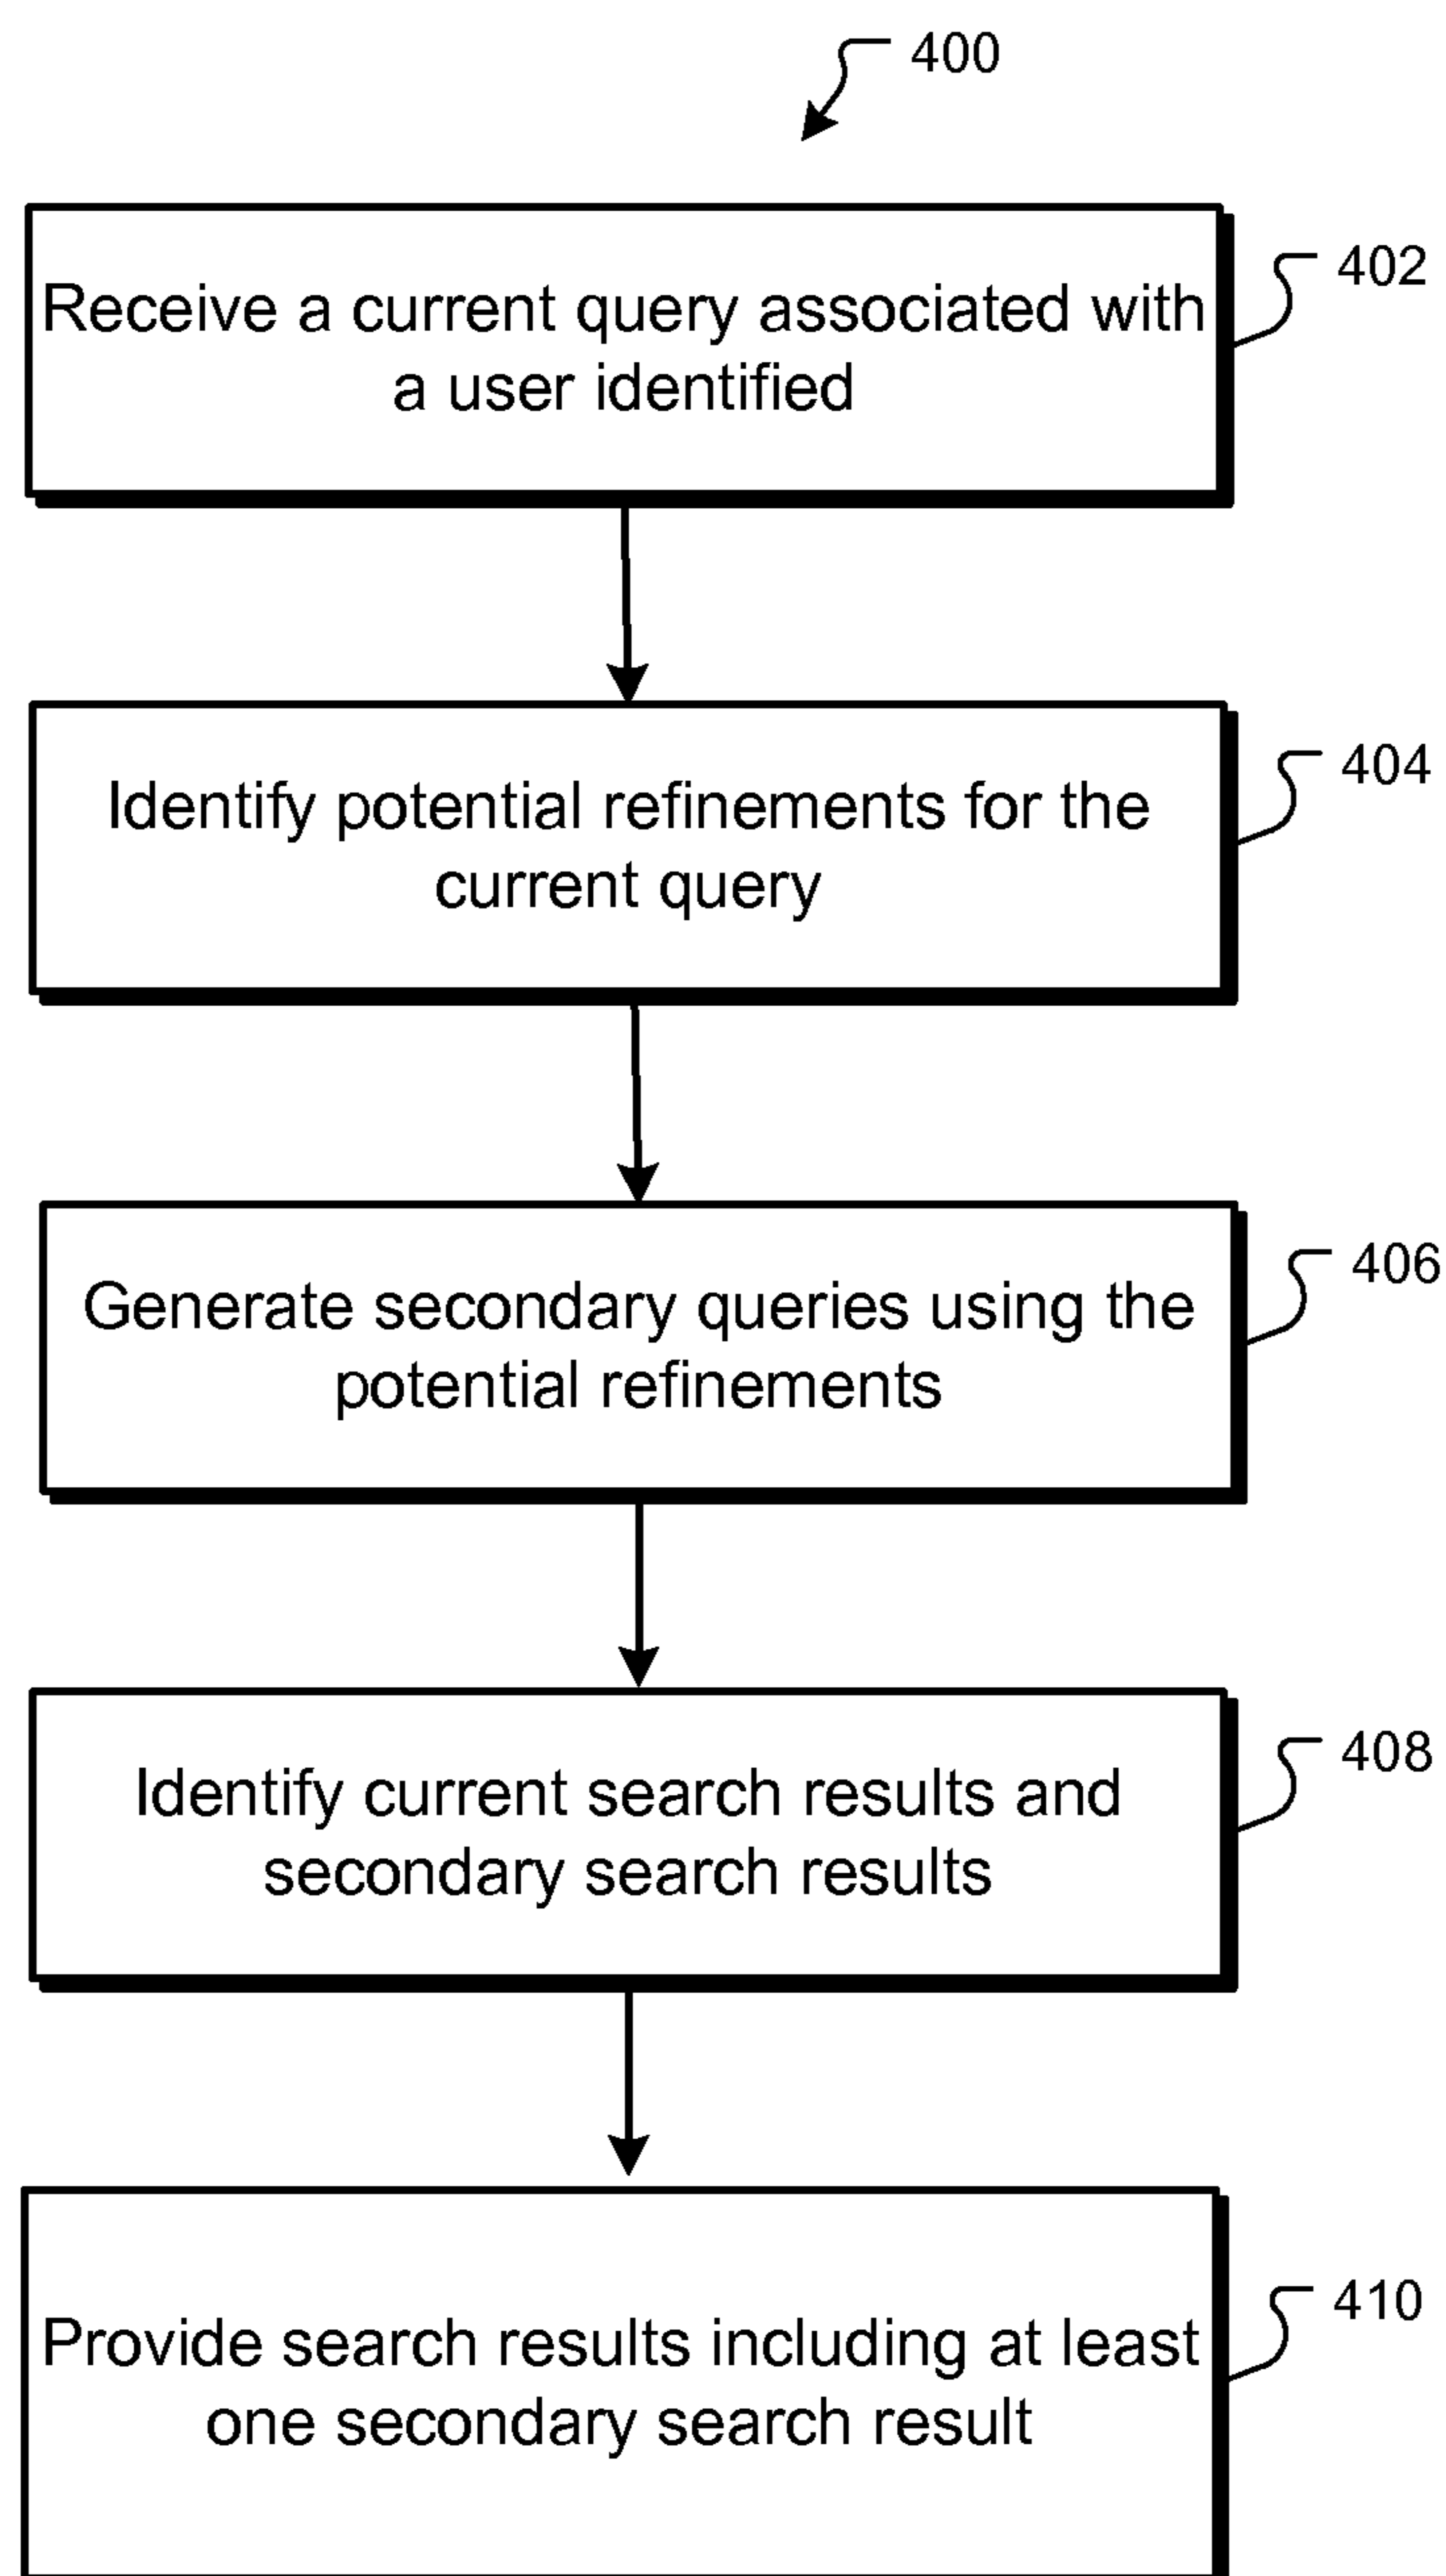 400
Receive a current query associated with
a user identified
402
Identify potential refinements for the
current query
404
Generate secondary queries using the
potential refinements
406
Identify current search results and
secondary search results
408
Provide search results including at least
one secondary search result
410